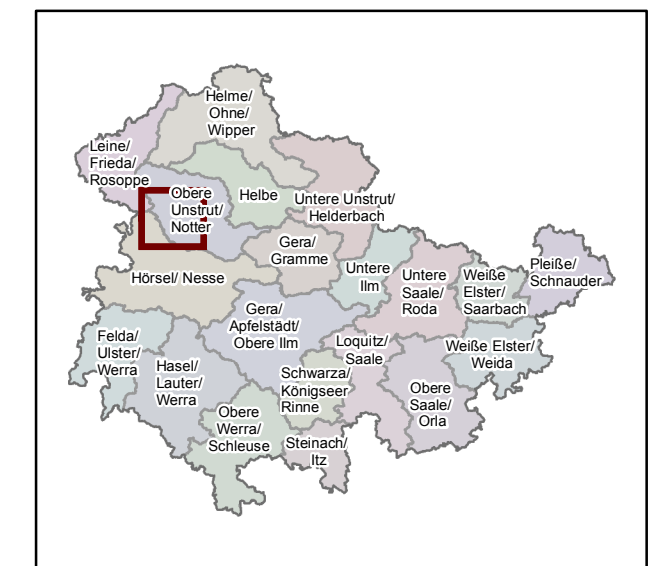 Helme/
Ohne/
Wipper
Leine/
Frieda/
Rosoppe
Obere
Unstrut/
Notter
Helbe
Untere Unstrut/
Helderbach
Gera/
Gramme
Hörsel/ Nesse
Untere
Ilm
Untere
Saale/
Roda
Weiße
Elster/
Saarbach
Pleiße/
Schnauder
Felda/
Ulster/
Werra
Hasel/
Lauter/
Werra
Gera/
Apfelstädt/
Obere Ilm
Loquitz/
Saale
Weiße Elster/
Weida
Schwarza/
Königseer
Rinne
Obere
Saale/
Orla
Obere
Werra/
Schleuse
Steinach/
Itz